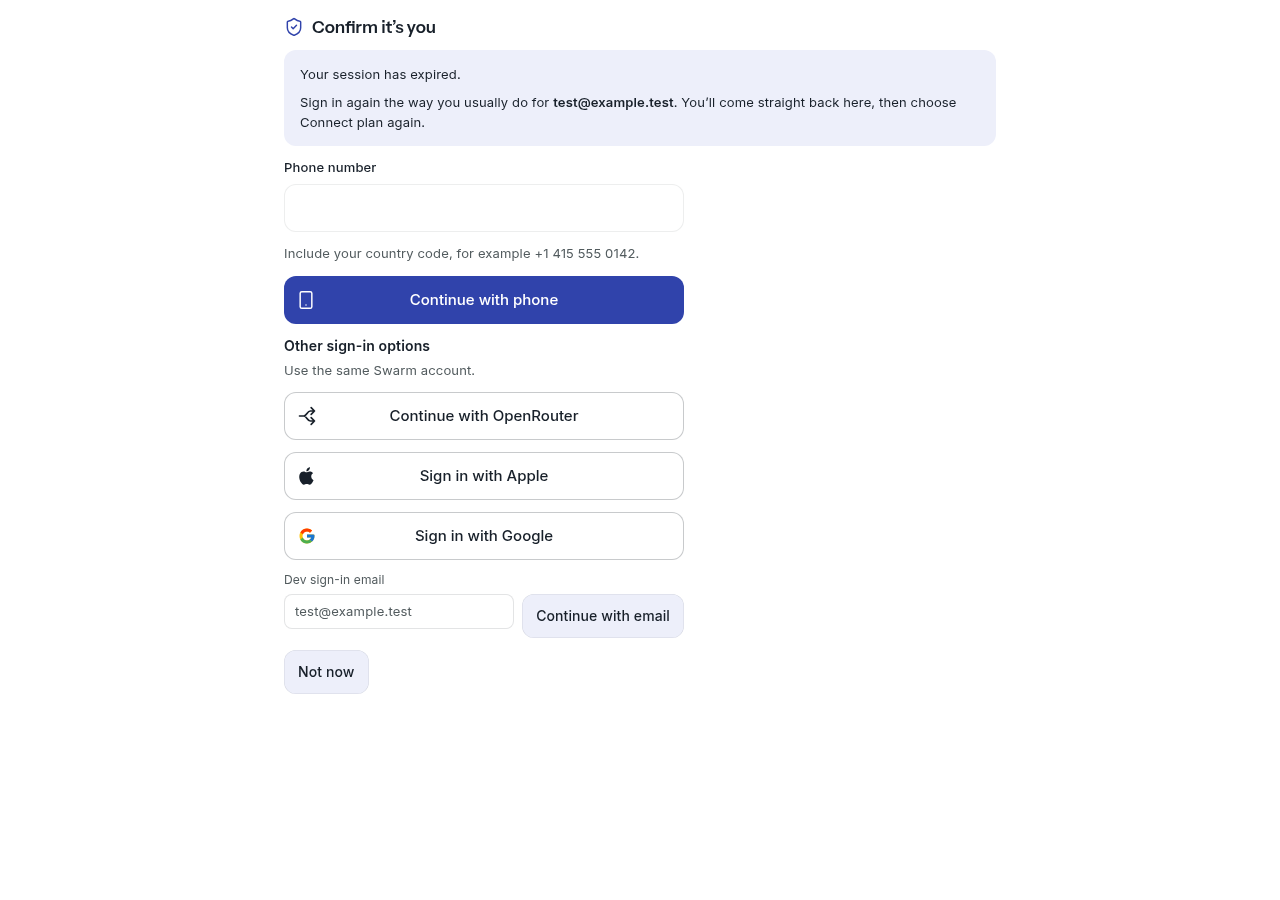 Confirm it’s you
Your session has expired.
Sign in again the way you usually do for test@example.test. You’ll come straight back here, then choose
Connect plan again.
Phone number
Include your country code, for example +1 415 555 0142.
Continue with phone
Other sign-in options
Use the same Swarm account.
Continue with OpenRouter
Sign in with Apple
Sign in with Google
Dev sign-in email
test@example.test
Continue with email
Not now